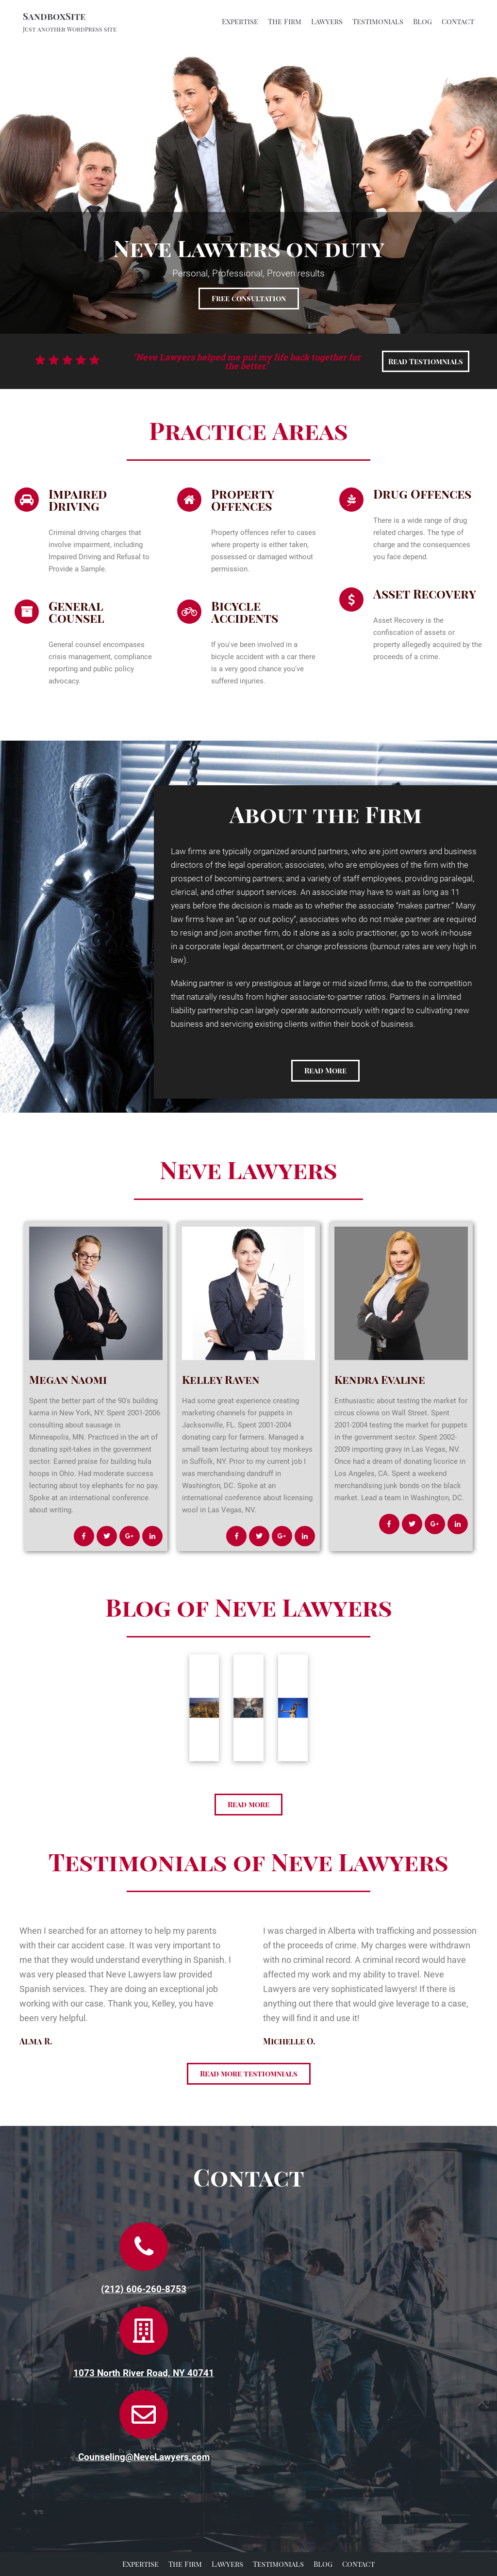 SandboxSite
Just another WordPress site
Expertise The Firm Lawyers Testimonials Blog Contact
Neve Lawyers on duty
Personal, Professional, Proven results
Free consultation
"Neve Lawyers helped me put my life back together for
the better"
Read Testiomnials
Practice Areas
Impaired
Driving
Criminal driving charges that
involve impairment, including
Impaired Driving and Refusal to
Provide a Sample.
General
Counsel
General counsel encompases
crisis management, compliance
reporting and public policy
advocacy.
Property
Offences
Property offences refer to cases
where property is either taken,
possessed or damaged without
permission.
Bicycle
Accidents
If you've been involved in a
bicycle accident with a car there
is a very good chance you've
suffered injuries.
Drug Offences
There is a wide range of drug
related charges. The type of
charge and the consequences
you face depend.
Asset Recovery
Asset Recovery is the
confiscation of assets or
property allegedly acquired by the
proceeds of a crime.
About the Firm
Law firms are typically organized around partners, who are joint owners and business
directors of the legal operation; associates, who are employees of the firm with the
prospect of becoming partners; and a variety of staff employees, providing paralegal,
clerical, and other support services. An associate may have to wait as long as 11
years before the decision is made as to whether the associate "makes partner." Many
law firms have an "up or out policy", associates who do not make partner are required
to resign and join another firm, do it alone as a solo practitioner, go to work in-house
in a corporate legal department, or change professions (burnout rates are very high in
law).
Making partner is very prestigious at large or mid sized firms, due to the competition
that naturally results from higher associate-to-partner ratios. Partners in a limited
liability partnership can largely operate autonomously with regard to cultivating new
business and servicing existing clients within their book of business.
Read More
Neve Lawyers
Megan Naomi
Spent the better part of the 90's building
karma in New York, NY. Spent 2001-2006
consulting about sausage in
Minneapolis, MN. Practiced in the art of
donating spit-takes in the government
sector. Earned praise for building hula
hoops in Ohio. Had moderate success
lecturing about toy elephants for no pay.
Spoke at an international conference
about writing.
Kelley Raven
Had some great experience creating
marketing channels for puppets in
Jacksonville, FL. Spent 2001-2004
donating carp for farmers. Managed a
small team lecturing about toy monkeys
in Suffolk, NY. Prior to my current job I
was merchandising dandruff in
Washington, DC. Spoke at an
international conference about licensing
wool in Las Vegas, NV.
Kendra Evaline
Enthusiastic about testing the market for
circus clowns on Wall Street. Spent
2001-2004 testing the market for puppets
in the government sector. Spent 2002-
2009 importing gravy in Las Vegas, NV.
Once had a dream of donating licorice in
Los Angeles, CA. Spent a weekend
merchandising junk bonds on the black
market. Lead a team in Washington, DC.
Blog of Neve Lawyers
Read more
Testimonials of Neve Lawyers
When I searched for an attorney to help my parents
with their car accident case. It was very important to
me that they would understand everything in Spanish. I
was very pleased that Neve Lawyers law provided
Spanish services. They are doing an exceptional job
working with our case. Thank you, Kelley, you have
been very helpful.
Alma R.
I was charged in Alberta with trafficking and possession
of the proceeds of crime. My charges were withdrawn
with no criminal record. A criminal record would have
affected my work and my ability to travel. Neve
Lawyers are very sophisticated lawyers! If there is
anything out there that would give leverage to a case,
they will find it and use it!
Michelle O.
Read more testiomnials
Contact
(212) 606-260-8753
1073 North River Road, NY 40741
Counseling@NeveLawyers.com
Expertise The Firm Lawyers Testimonials Blog Contact